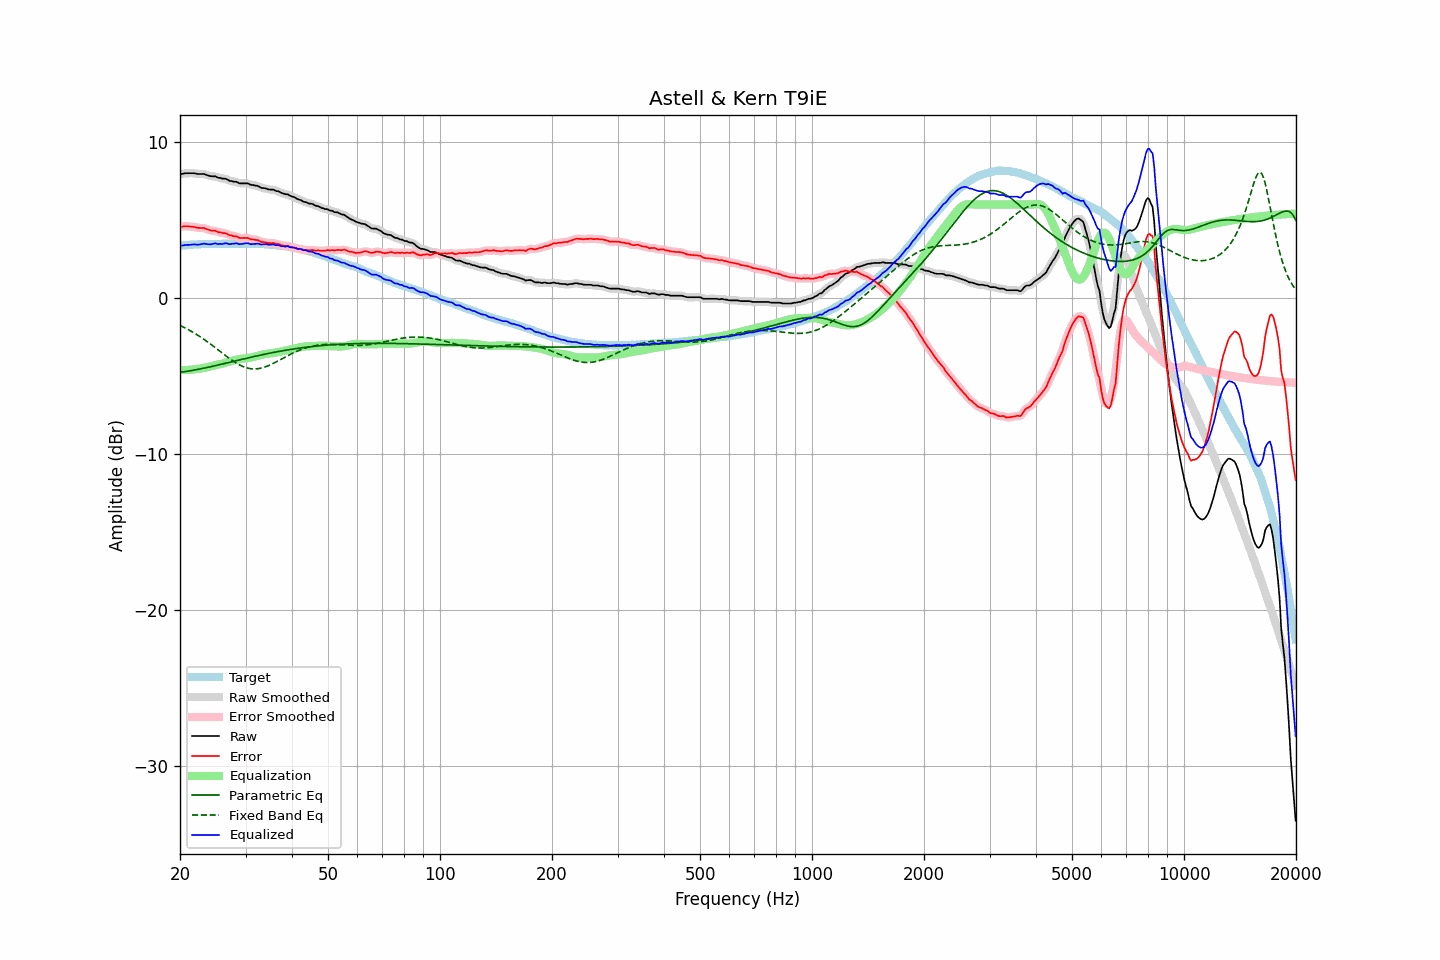 Astell & Kern T9iE
Amplitude (dBr)
10
0
−10
−20
−30
Target
Raw Smoothed
Error Smoothed
Raw
Error
Equalization
Parametric Eq
Fixed Band Eq
Equalized
20 50 100 200 500 1000 2000 5000 10000 20000
Frequency (Hz)